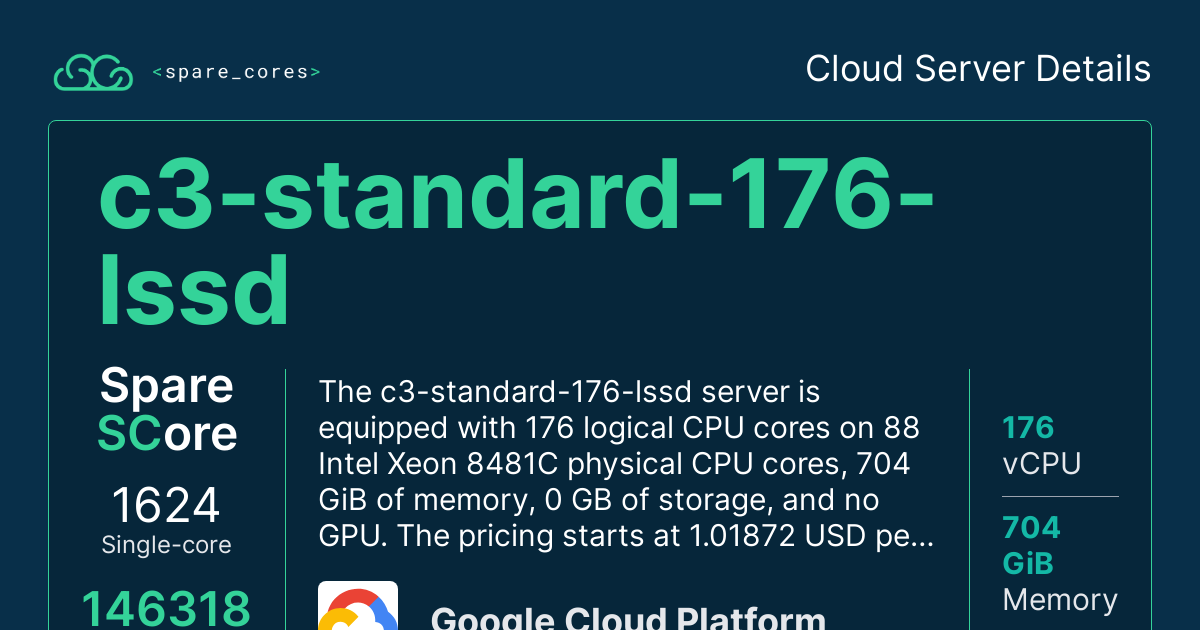 <spare_cores>
Cloud Server Details
c3-standard-176-
lssd
Spare
SCore
1624
Single-core
146318
The c3-standard-176-lssd server is
equipped with 176 logical CPU cores on 88
Intel Xeon 8481C physical CPU cores, 704
GiB of memory, 0 GB of storage, and no
GPU. The pricing starts at 1.01872 USD pe...
Google Cloud Platform
176
vCPU
704
GiB
Memory